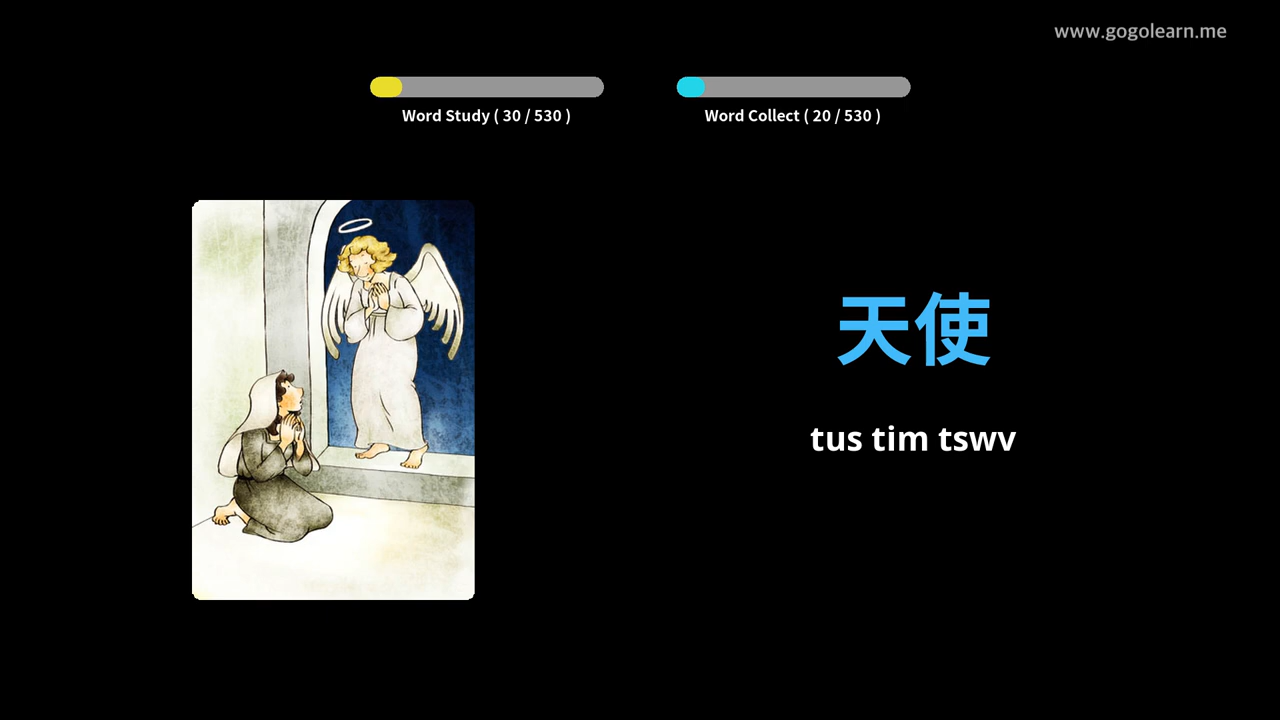 www.gogolearn.me
Word Study ( 30 / 530 )
Word Collect ( 20 / 530 )
天使
tus tim tswv